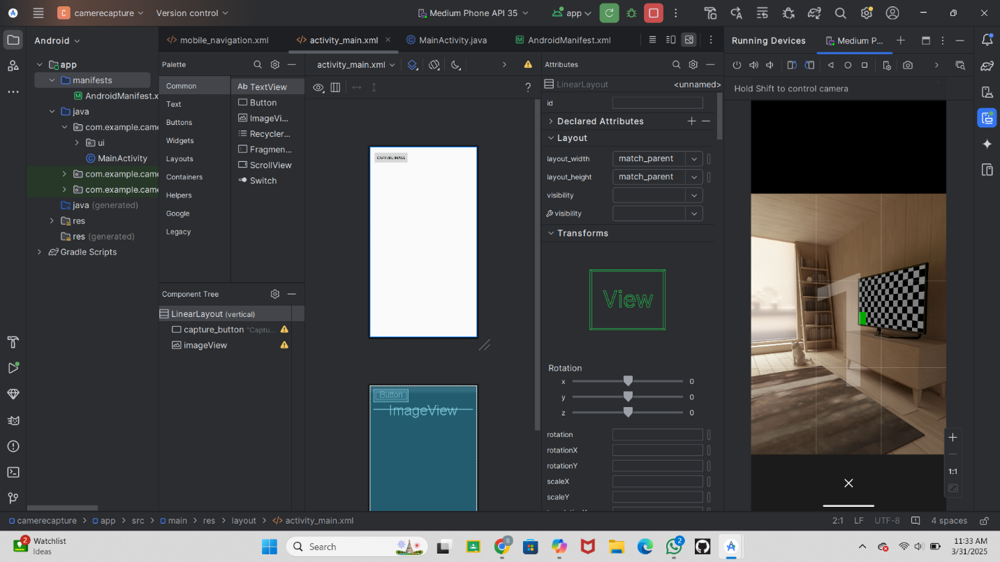 C camerecapture Version control Medium Phone API 35 app
Android
mobile_navigation.xml activity_main.xml MainActivity.java AndroidManifest.xml
Running Devices Medium P...
app
manifests
AndroidManifest.x
java
com.example.came
ui
MainActivity
com.example.came
com.example.came
java (generated)
res
res (generated)
Gradle Scripts
Palette
Common
Text
Buttons
Widgets
Layouts
Containers
Helpers
Google
Legacy
Ab TextView
Button
ImageVi...
Recycler...
Fragmen...
ScrollView
Switch
Component Tree
LinearLayout (vertical)
capture_button "Captu...
imageView
activity_main.xml
?
CAPTURE IMAGE
Button
ImageView
Attributes
LinearLayout <unnamed>
id
Declared Attributes
Layout
layout_width match_parent
layout_height match_parent
visibility
visibility
Transforms
View
Rotation
x 0
y 0
z 0
rotation
rotationX
rotationY
scaleX
scaleY
Hold Shift to control camera
1
1:1
camerecapture > app > src > main > res > layout > activity_main.xml
2:1 LF UTF-8 4 spaces
2 Watchlist
Ideas
Search
S
2
11:33 AM
3/31/2025